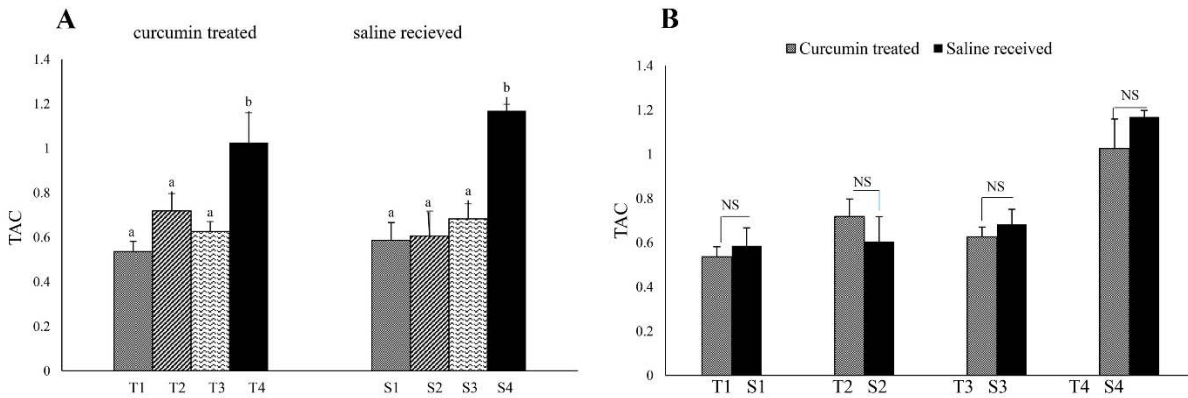 A
curcumin treated saline recieved
1.4
1.2
1
0.8
0.6
0.4
0.2
0
TAC
a
a
a
b
a
a
a
b
T1 T2 T3 T4 S1 S2 S3 S4
B
Curcumin treated Saline received
1.4
1.2
1
0.8
0.6
0.4
0.2
0
TAC
NS
NS
NS
NS
T1 S1 T2 S2 T3 S3 T4 S4